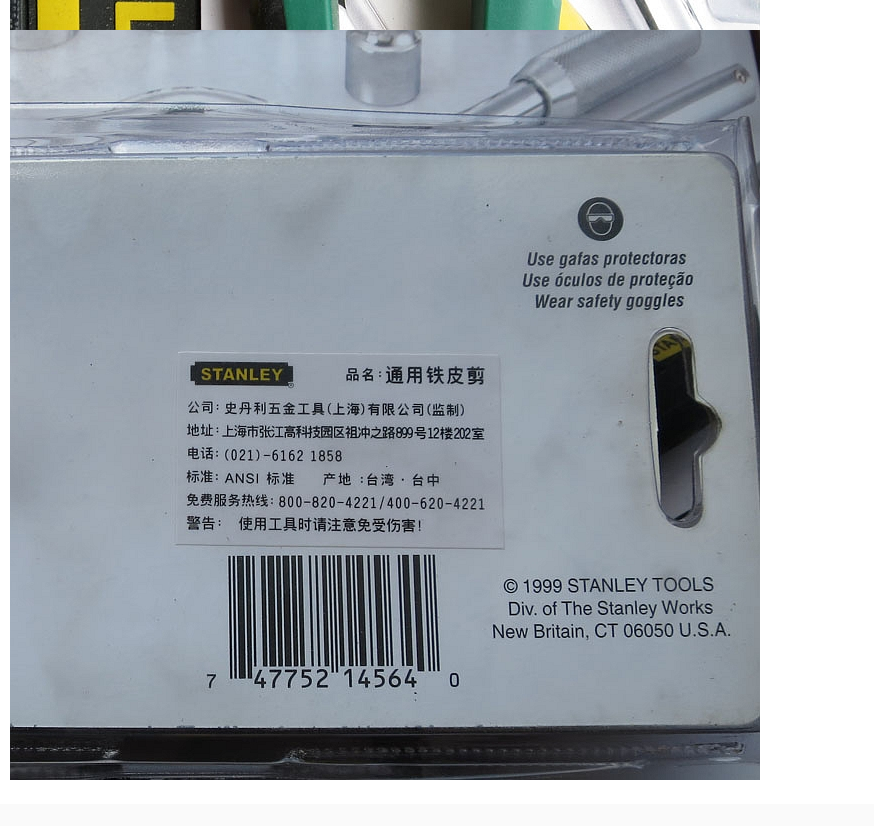 Use gafas protectoras
Use óculos de proteção
Wear safety goggles
STANLEY
品名:通用铁皮剪
公司:史丹利五金工具(上海)有限公司(监制)
地址:上海市张江高科技园区祖冲之路899号12楼202室
电话:(021)-6162 1858
标准:ANSI 标准 产地:台湾·台中
免费服务热线:800-820-4221/400-620-4221
警告: 使用工具时请注意免受伤害!
7 47752 14564 0
© 1999 STANLEY TOOLS
Div. of The Stanley Works
New Britain, CT 06050 U.S.A.